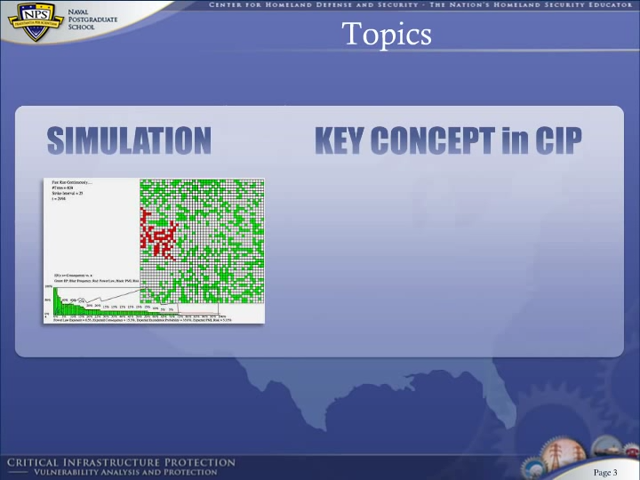 CENTER FOR HOMELAND DEFENSE AND SECURITY · THE NATION'S HOMELAND SECURITY EDUCATOR
NPS
NAVAL
POSTGRADUATE
SCHOOL
Topics
SIMULATION
KEY CONCEPT in CIP
CRITICAL INFRASTRUCTURE PROTECTION
VULNERABILITY ANALYSIS AND PROTECTION
Page 3